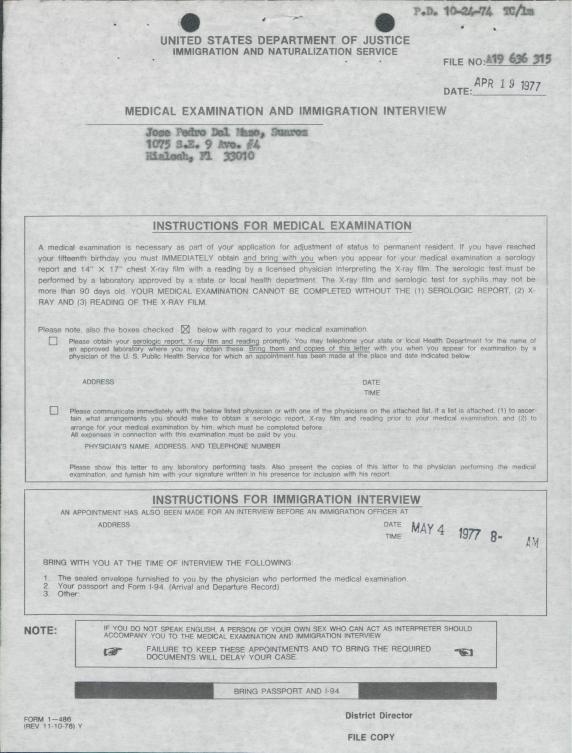 P.D. 10-24-74 TC/lm
UNITED STATES DEPARTMENT OF JUSTICE
IMMIGRATION AND NATURALIZATION SERVICE
FILE NO: A19 636 315
DATE: APR 19 1977
MEDICAL EXAMINATION AND IMMIGRATION INTERVIEW
Jose Pedro Dal Maso, Suarez
1075 S.E. 9 Ave. #4
Hialeah, Fl 33010
INSTRUCTIONS FOR MEDICAL EXAMINATION
A medical examination is necessary as part of your application for adjustment of status to permanent resident. If you have reached
your fifteenth birthday you must IMMEDIATELY obtain and bring with you when you appear for your medical examination a serology
report and 14" X 17" chest X-ray film with a reading by a licensed physician interpreting the X-ray film. The serologic test must be
performed by a laboratory approved by a state or local health department. The X-ray film and serologic test for syphilis may not be
more than 90 days old. YOUR MEDICAL EXAMINATION CANNOT BE COMPLETED WITHOUT THE (1) SEROLOGIC REPORT, (2) X-
RAY AND (3) READING OF THE X-RAY FILM.
Please note, also the boxes checked ☒ below with regard to your medical examination.
Please obtain your serologic report, X-ray film and reading promptly. You may telephone your state or local Health Department for the name of
an approved laboratory where you may obtain these. Bring them and copies of this letter with you when you appear for examination by a
physician of the U. S. Public Health Service for which an appointment has been made at the place and date indicated below.
ADDRESS DATE
TIME
Please communicate immediately with the below listed physician or with one of the physicians on the attached list, if a list is attached, (1) to ascer-
tain what arrangements you should make to obtain a serologic report, X-ray film and reading prior to your medical examination, and (2) to
arrange for your medical examination by him, which must be completed before
All expenses in connection with this examination must be paid by you.
PHYSICIAN'S NAME, ADDRESS, AND TELEPHONE NUMBER
Please show this letter to any laboratory performing tests. Also present the copies of this letter to the physician performing the medical
examination, and furnish him with your signature written in his presence for inclusion with his report.
INSTRUCTIONS FOR IMMIGRATION INTERVIEW
AN APPOINTMENT HAS ALSO BEEN MADE FOR AN INTERVIEW BEFORE AN IMMIGRATION OFFICER AT
ADDRESS DATE MAY 4 1977 8- AM
TIME
BRING WITH YOU AT THE TIME OF INTERVIEW THE FOLLOWING:
1. The sealed envelope furnished to you by the physician who performed the medical examination.
2. Your passport and Form I-94. (Arrival and Departure Record)
3. Other:
NOTE: IF YOU DO NOT SPEAK ENGLISH, A PERSON OF YOUR OWN SEX WHO CAN ACT AS INTERPRETER SHOULD
ACCOMPANY YOU TO THE MEDICAL EXAMINATION AND IMMIGRATION INTERVIEW
FAILURE TO KEEP THESE APPOINTMENTS AND TO BRING THE REQUIRED
DOCUMENTS WILL DELAY YOUR CASE.
BRING PASSPORT AND I-94
FORM 1—486
(REV. 11-10-76) Y
District Director
FILE COPY